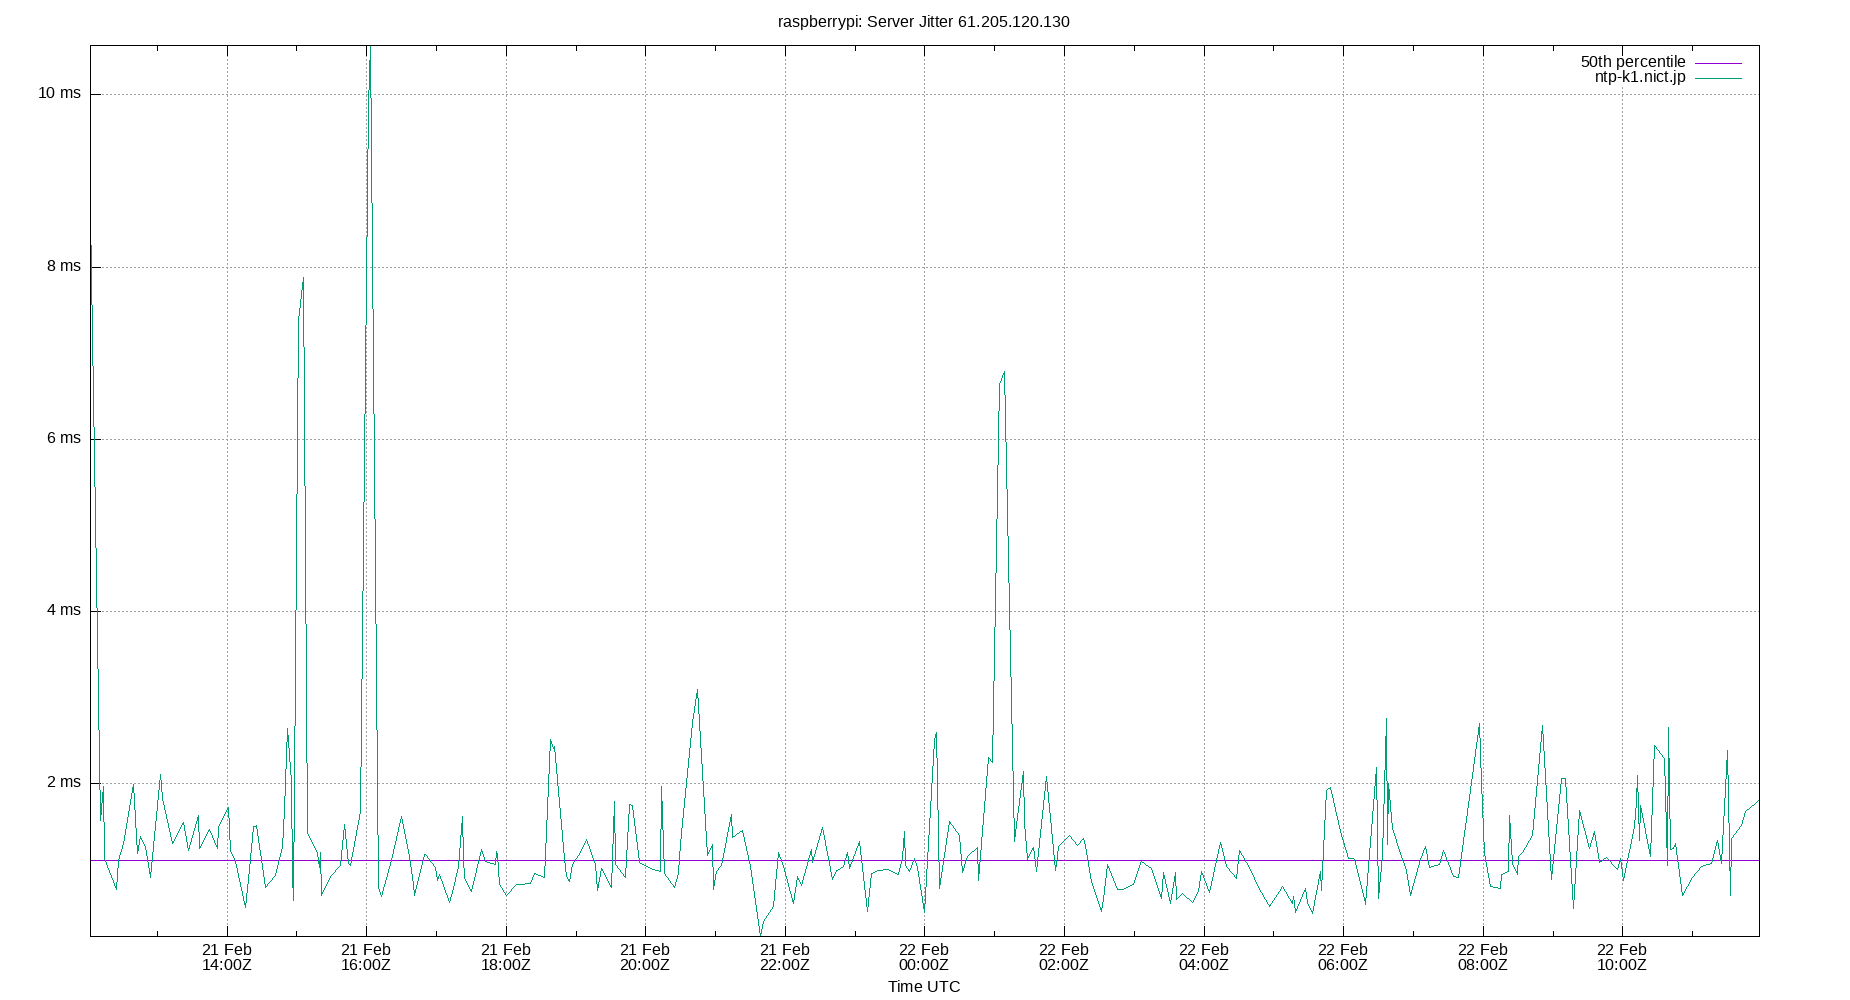 raspberrypi: Server Jitter 61.205.120.130
50th percentile
ntp-k1.nict.jp
10 ms
8 ms
6 ms
4 ms
2 ms
21 Feb 21 Feb 21 Feb 21 Feb 21 Feb 22 Feb 22 Feb 22 Feb 22 Feb 22 Feb 22 Feb
14:00Z 16:00Z 18:00Z 20:00Z 22:00Z 00:00Z 02:00Z 04:00Z 06:00Z 08:00Z 10:00Z
Time UTC